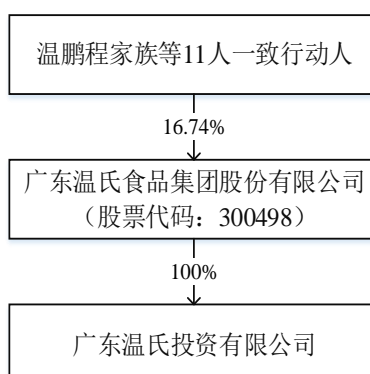 温鹏程家族等11人一致行动人
16.74%
广东温氏食品集团股份有限公司
（股票代码：300498）
100%
广东温氏投资有限公司